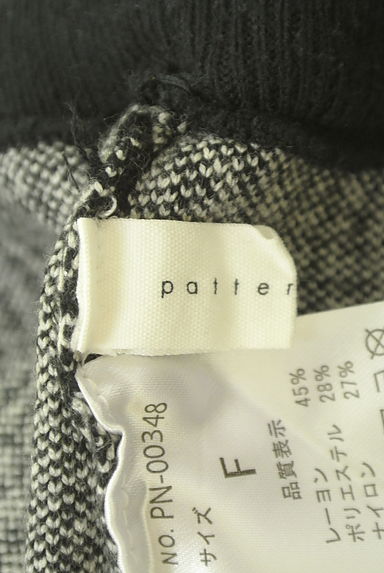 patter
NO. PN-00348
サイズ
F
品質表示
レーヨン 45%
ポリエステル 28%
ナイロン 27%